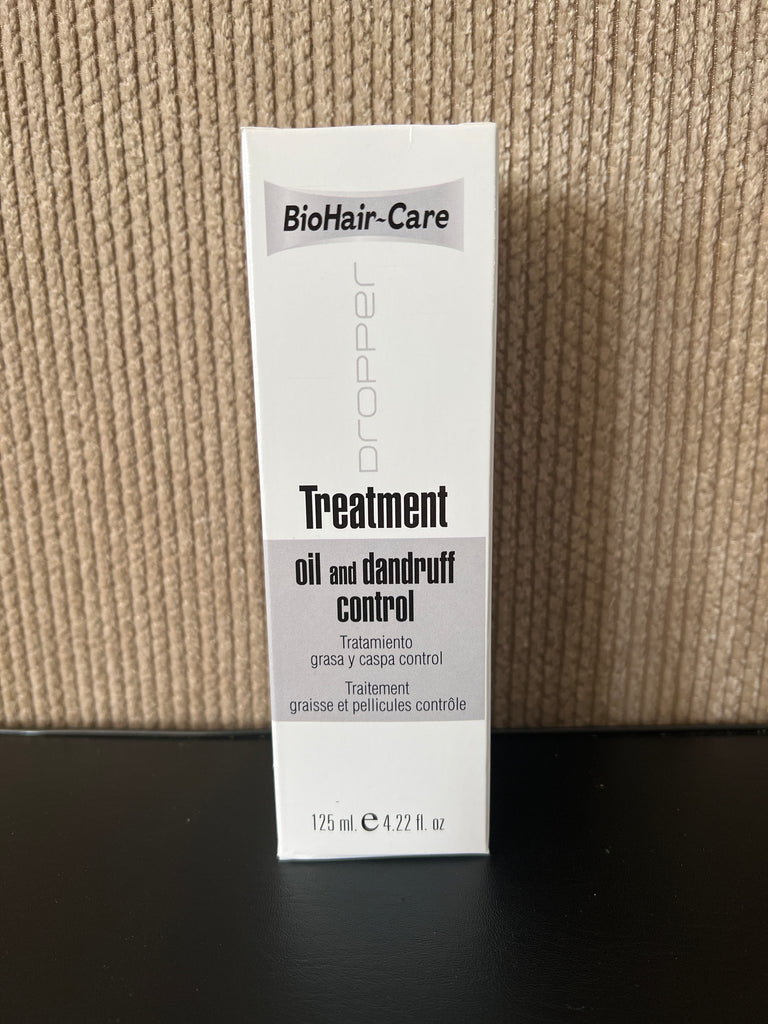 BioHair~Care
Dropper
Treatment
oil and dandruff
control
Tratamiento
grasa y caspa control
Traitement
graisse et pellicules contrôle
125 ml. e 4.22 fl. oz